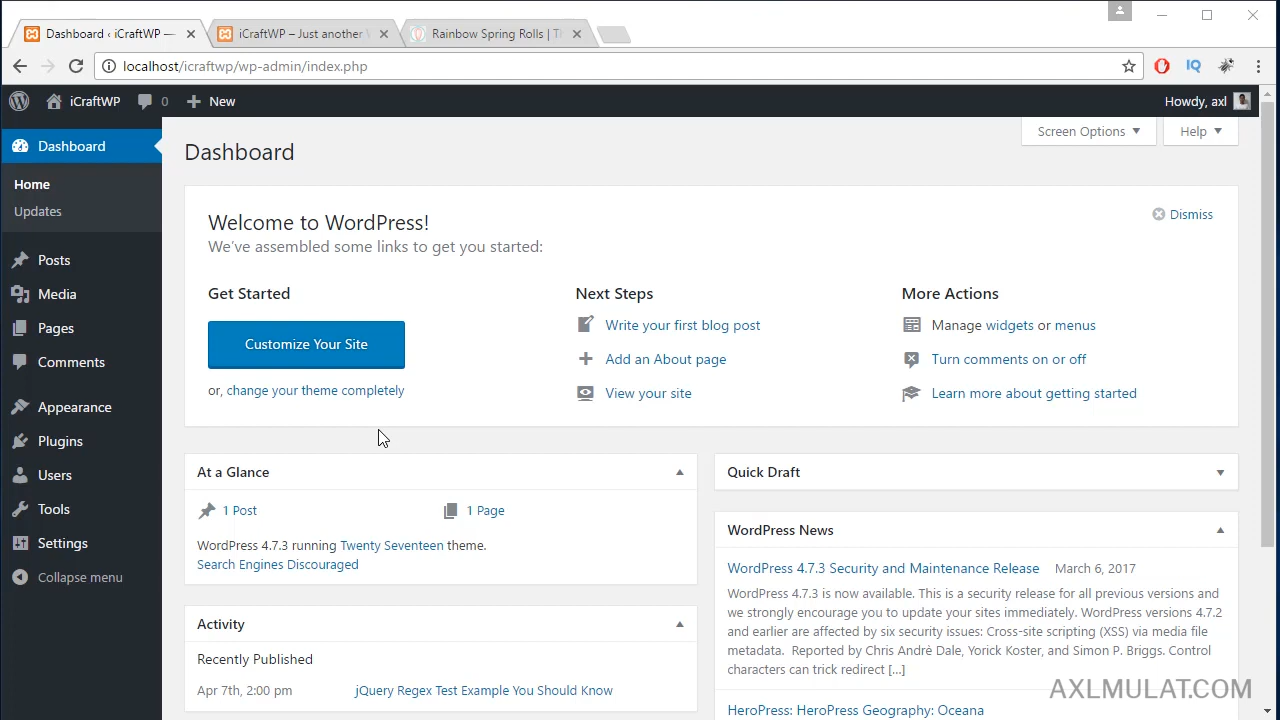 Dashboard ‹ iCraftWP —
iCraftWP – Just another
Rainbow Spring Rolls | T
localhost/icraftwp/wp-admin/index.php
IQ
iCraftWP
0
New
Howdy, axl
Dashboard
Home
Updates
Posts
Media
Pages
Comments
Appearance
Plugins
Users
Tools
Settings
Collapse menu
Screen Options
Help
Dashboard
Welcome to WordPress!
We've assembled some links to get you started:
Dismiss
Get Started
Customize Your Site
or, change your theme completely
Next Steps
Write your first blog post
Add an About page
View your site
More Actions
Manage widgets or menus
Turn comments on or off
Learn more about getting started
At a Glance
1 Post
1 Page
WordPress 4.7.3 running Twenty Seventeen theme.
Search Engines Discouraged
Activity
Recently Published
Apr 7th, 2:00 pm
jQuery Regex Test Example You Should Know
Quick Draft
WordPress News
WordPress 4.7.3 Security and Maintenance Release March 6, 2017
WordPress 4.7.3 is now available. This is a security release for all previous versions and
we strongly encourage you to update your sites immediately. WordPress versions 4.7.2
and earlier are affected by six security issues: Cross-site scripting (XSS) via media file
metadata. Reported by Chris Andrè Dale, Yorick Koster, and Simon P. Briggs. Control
characters can trick redirect […]
HeroPress: HeroPress Geography: Oceana
AXLMULAT.COM